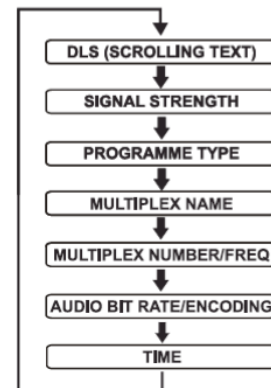 DLS (SCROLLING TEXT)
SIGNAL STRENGTH
PROGRAMME TYPE
MULTIPLEX NAME
MULTIPLEX NUMBER/FREQ
AUDIO BIT RATE/ENCODING
TIME